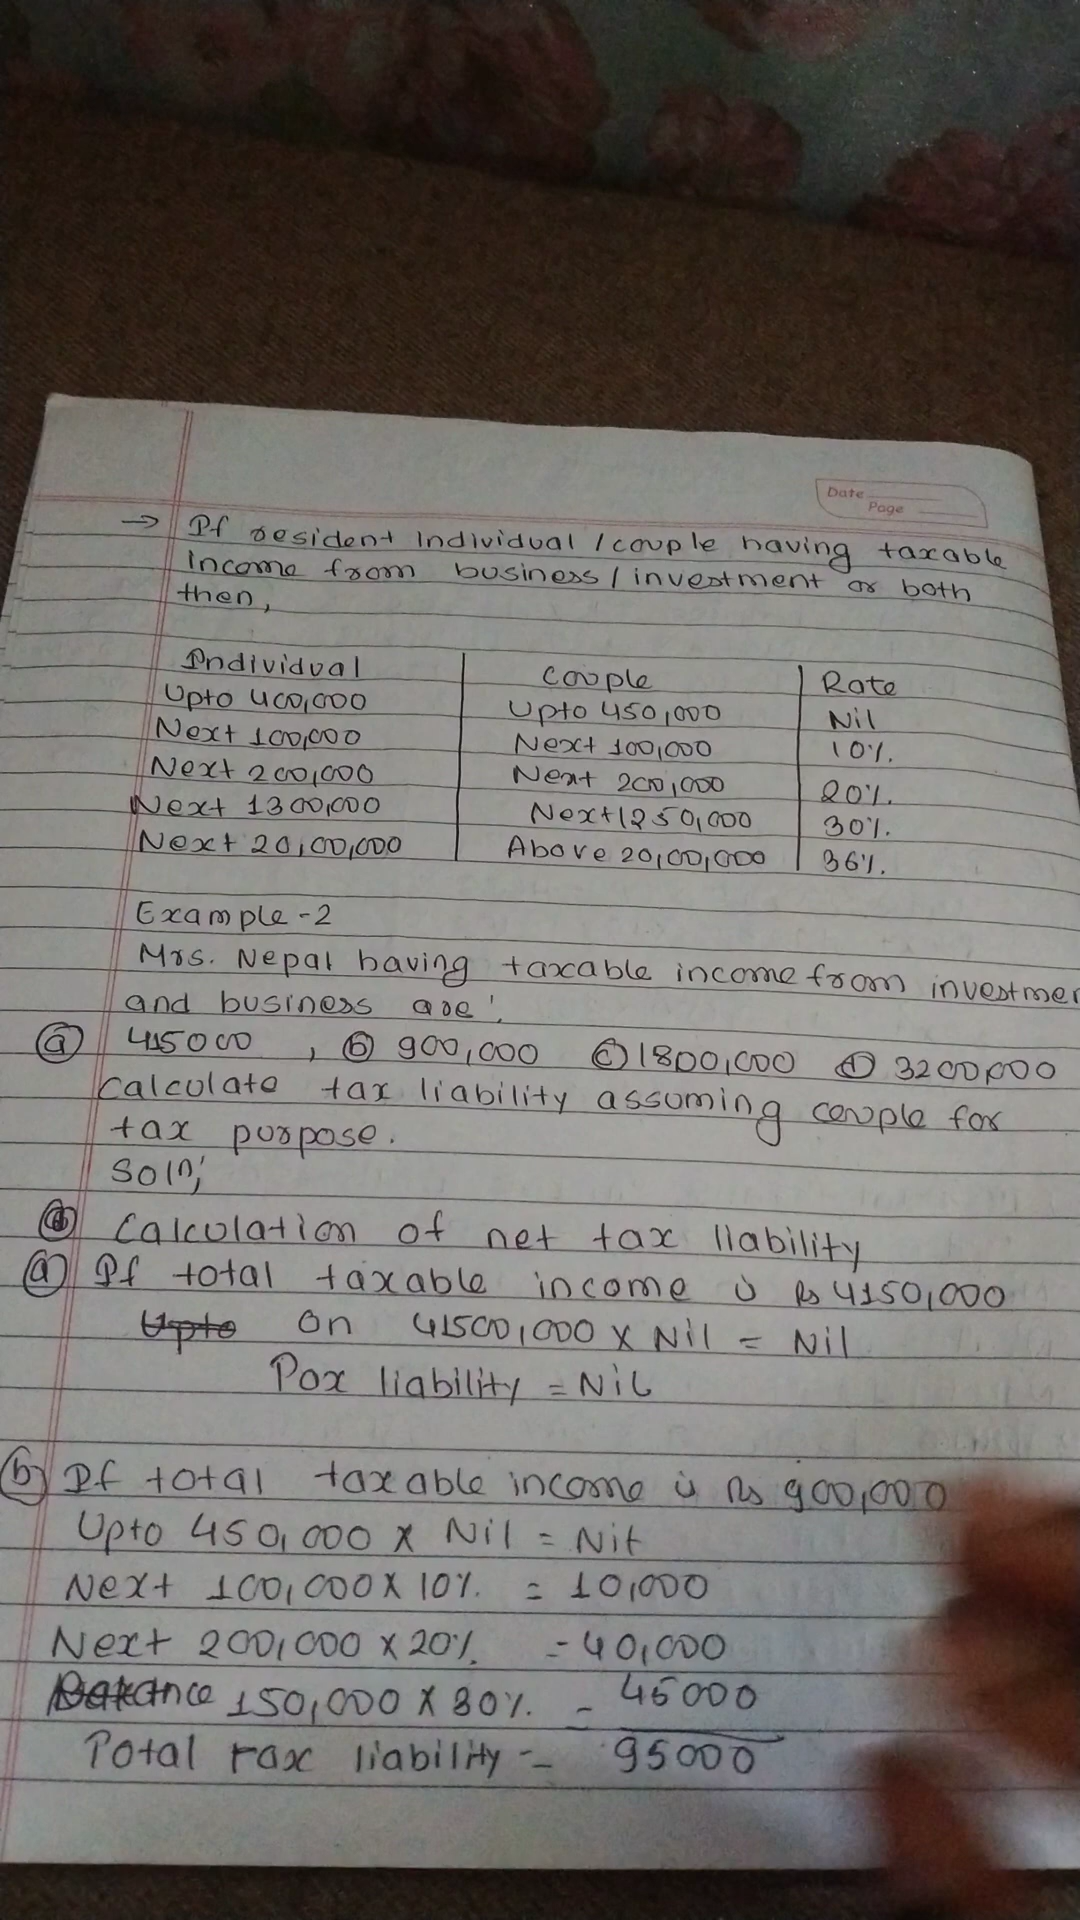 Date
Page
→ If resident Individual / couple having taxable
Income from business / investment or both
then,
Individual Couple Rate
Upto 400,000 Upto 450,000 Nil
Next 100,000 Next 100,000 10%.
Next 200,000 Next 200,000 20%.
Next 1300,000 Next 1250,000 30%.
Next 20,00,000 Above 20,00,000 36%.
Example - 2
Mrs. Nepal having taxable income from investmen
and business are:
(a) 415000 , (b) 900,000 (c) 1800,000 (d) 3200,000
Calculate tax liability assuming couple for
tax purpose.
Soln;
Calculation of net tax liability
(a) If total taxable income is Rs 4150,000
Upto On 41500,000 x Nil = Nil
Tax liability = Nil
(b) If total taxable income is Rs 900,000
Upto 450,000 x Nil = Nil
Next 100,000 x 10%. = 10,000
Next 200,000 x 20%. = 40,000
Balance 150,000 x 30%. = 45000
Total tax liability = 95000